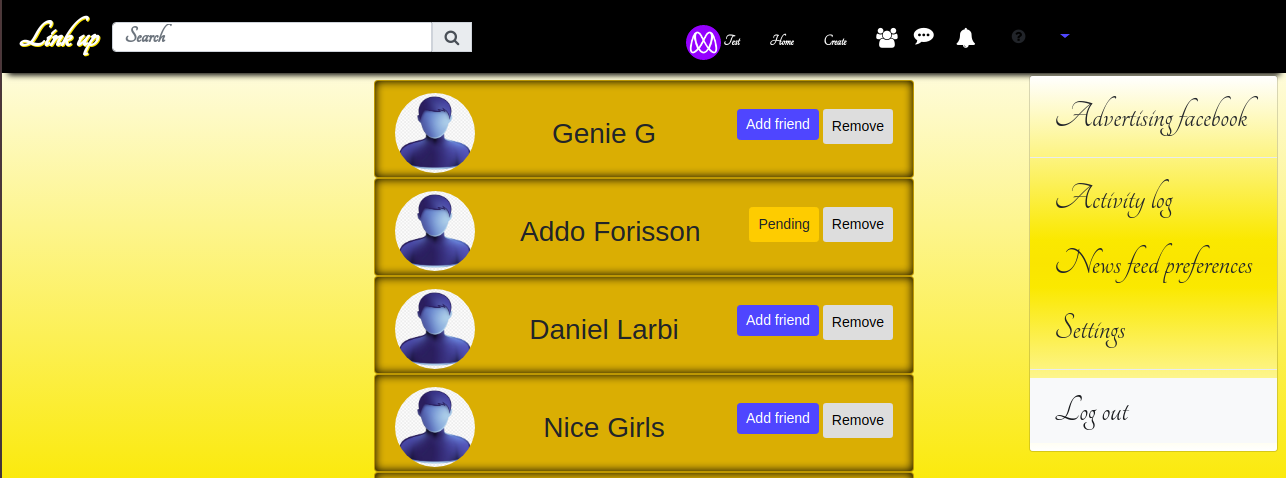 Link up
Search
Test Home Create
Genie G
Add friend Remove
Addo Forisson
Pending Remove
Daniel Larbi
Add friend Remove
Nice Girls
Add friend Remove
Advertising facebook
Activity log
News feed preferences
Settings
Log out